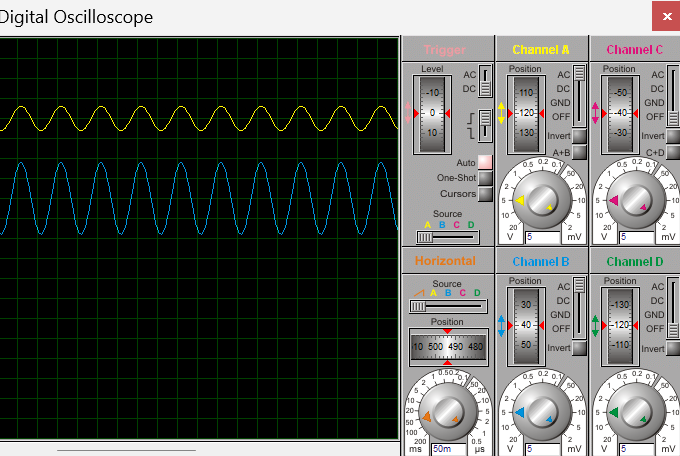 Digital Oscilloscope
Trigger
Level
-10
0
10
AC
DC
Auto
One-Shot
Cursors
Source
A B C D
Channel A
Position
110
-120
130
AC
DC
GND
OFF
Invert
A+B
0.5 0.2 0.1
1 50
2 20
5 10
10 5
20 2
V 5 mV
Channel C
Position
-50
-40
-30
AC
DC
GND
OFF
Invert
C+D
0.5 0.2 0.1
1 50
2 20
5 10
10 5
20 2
V 5 mV
Horizontal
Source
A B C D
Position
500 490 480
0.5 0.2
1 0.1
2 50
5 20
10 10
20 5
50 2
100 1
200 0.5
ms 50m µs
Channel B
Position
30
40
50
AC
DC
GND
OFF
Invert
0.5 0.2 0.1
1 50
2 20
5 10
10 5
20 2
V 5 mV
Channel D
Position
-130
-120
-110
AC
DC
GND
OFF
Invert
0.5 0.2 0.1
1 50
2 20
5 10
10 5
20 2
V 5 mV